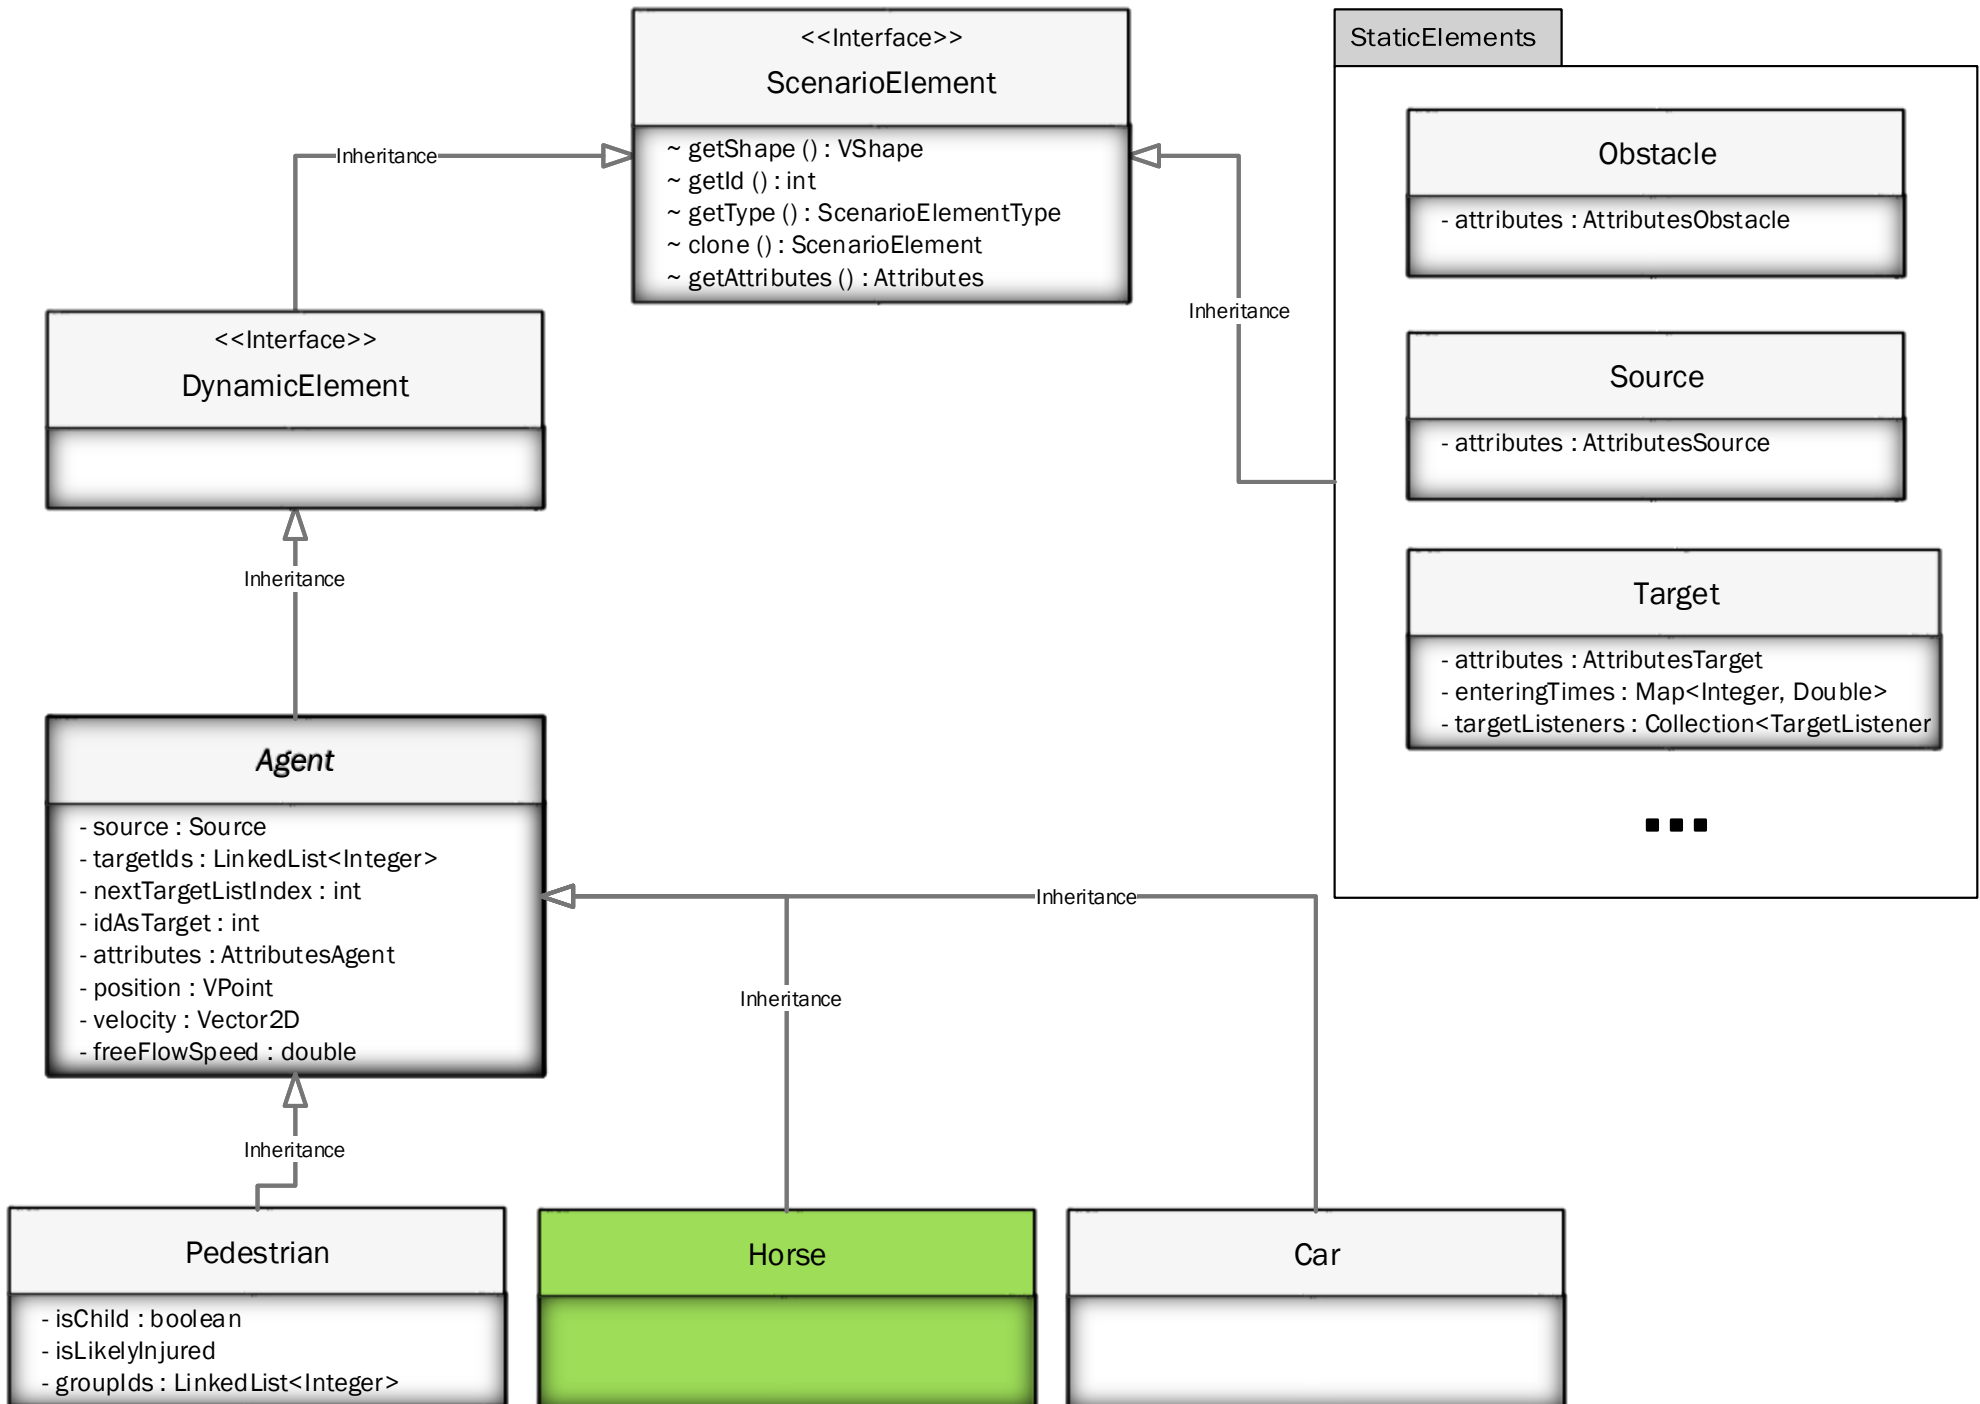 <<Interface>>
ScenarioElement
~ getShape () : VShape
~ getId () : int
~ getType () : ScenarioElementType
~ clone () : ScenarioElement
~ getAttributes () : Attributes
StaticElements
Obstacle
- attributes : AttributesObstacle
Source
- attributes : AttributesSource
Target
- attributes : AttributesTarget
- enteringTimes : Map<Integer, Double>
- targetListeners : Collection<TargetListener
Inheritance
Inheritance
<<Interface>>
DynamicElement
Inheritance
Agent
- source : Source
- targetIds : LinkedList<Integer>
- nextTargetListIndex : int
- idAsTarget : int
- attributes : AttributesAgent
- position : VPoint
- velocity : Vector2D
- freeFlowSpeed : double
Inheritance
Inheritance
Inheritance
Pedestrian
- isChild : boolean
- isLikelyInjured
- groupIds : LinkedList<Integer>
Horse
Car